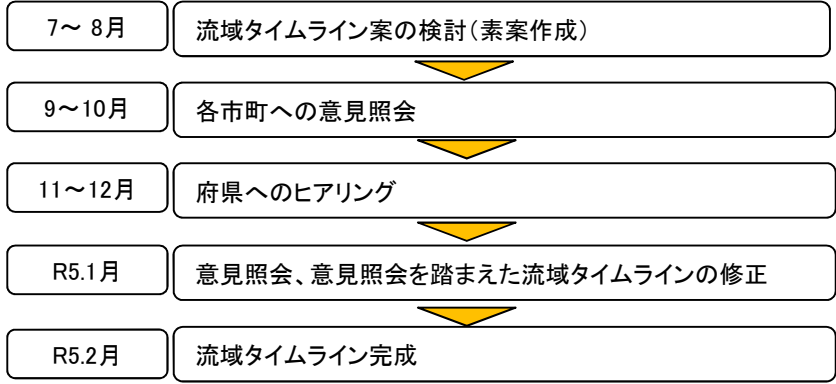 7～ 8月
流域タイムライン案の検討（素案作成）
9～10月
各市町への意見照会
11～12月
府県へのヒアリング
R5.1月
意見照会、意見照会を踏まえた流域タイムラインの修正
R5.2月
流域タイムライン完成